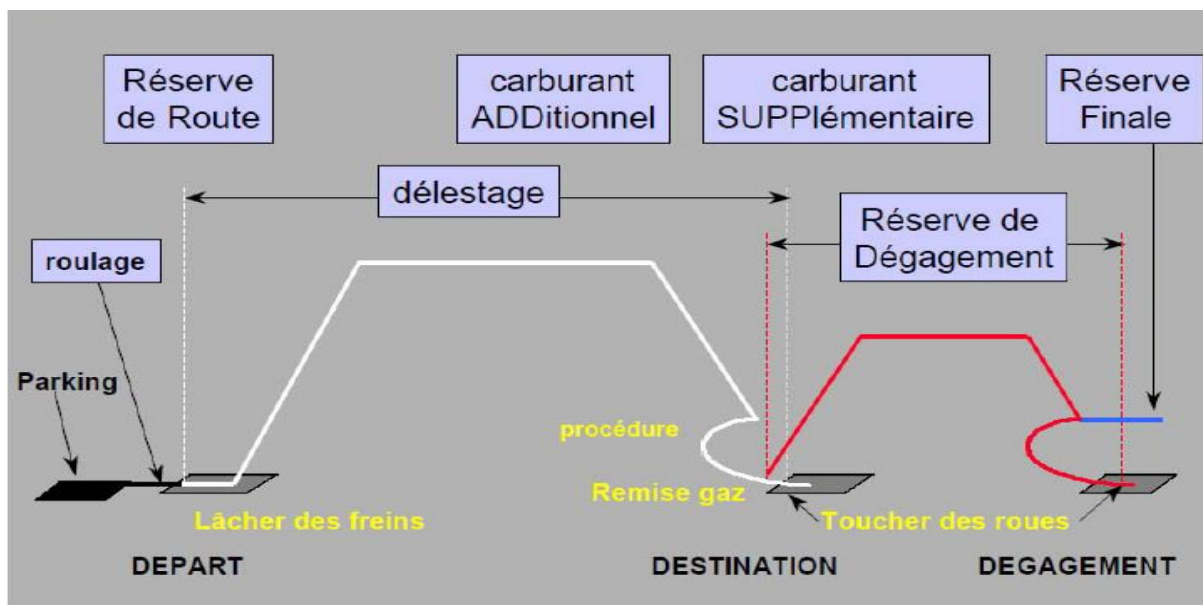 Réserve
de Route
carburant
ADDitionnel
carburant
SUPPlémentaire
Réserve
Finale
délestage
Réserve de
Dégagement
roulage
Parking
procédure
Remise gaz
Lâcher des freins
Toucher des roues
DEPART
DESTINATION
DEGAGEMENT